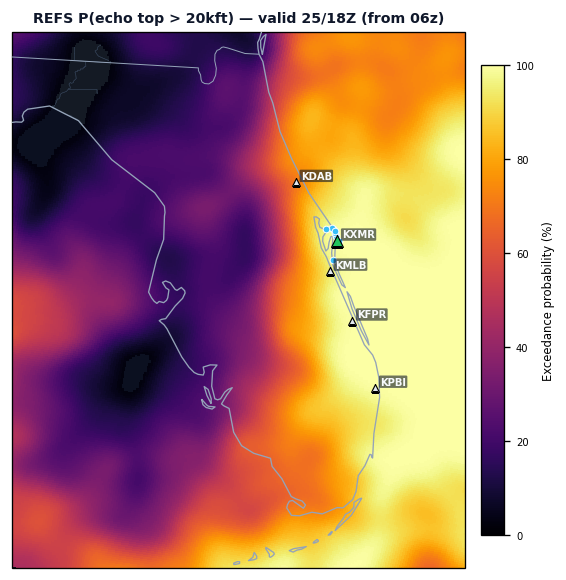 REFS P(echo top > 20kft) — valid 25/18Z (from 06z)
KDAB
KXMR
KMLB
KFPR
KPBI
100
80
60
40
20
0
Exceedance probability (%)